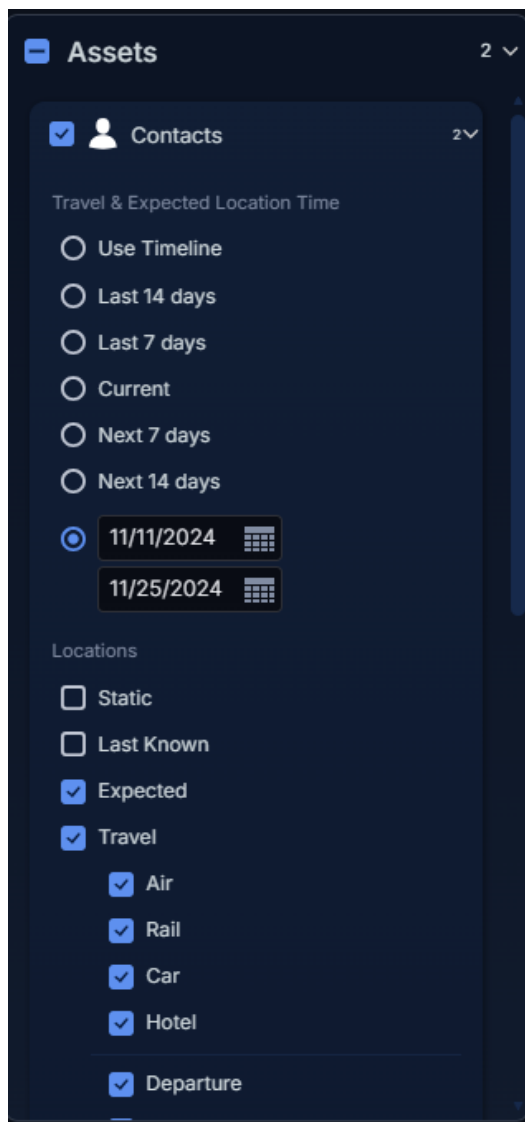 Assets 2
Contacts 2
Travel & Expected Location Time
Use Timeline
Last 14 days
Last 7 days
Current
Next 7 days
Next 14 days
11/11/2024
11/25/2024
Locations
Static
Last Known
Expected
Travel
Air
Rail
Car
Hotel
Departure